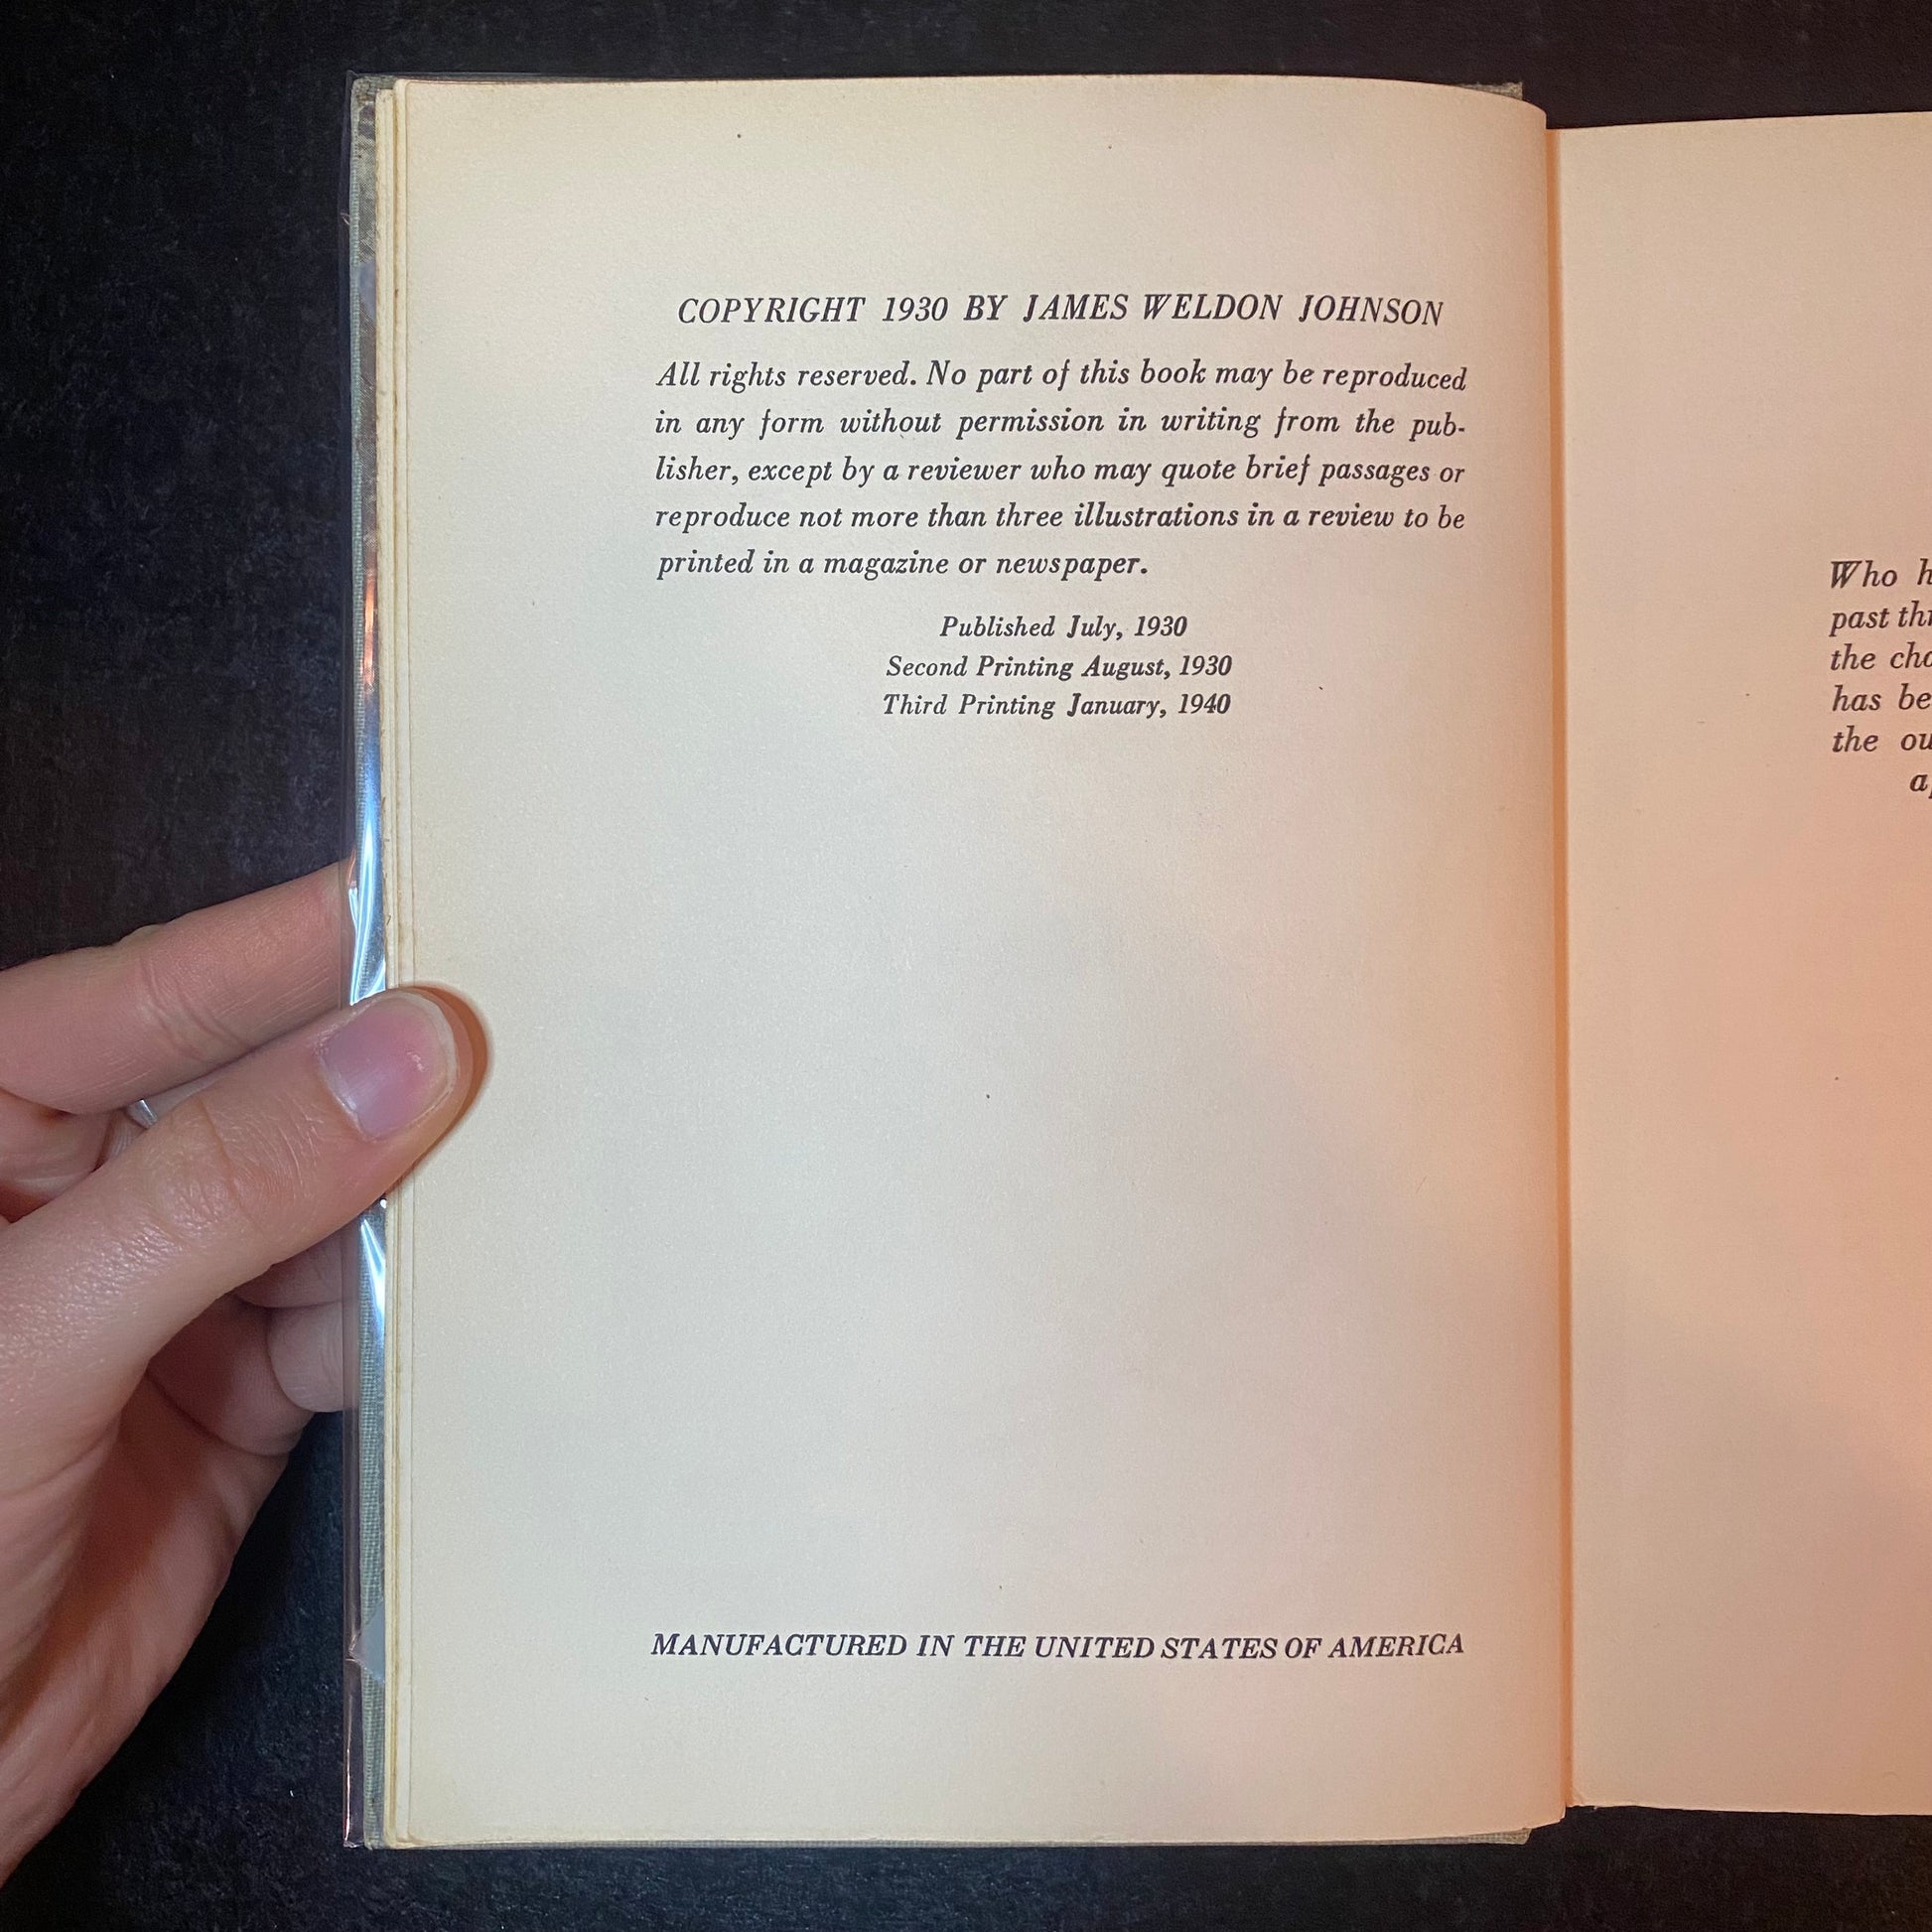 COPYRIGHT 1930 BY JAMES WELDON JOHNSON
All rights reserved. No part of this book may be reproduced
in any form without permission in writing from the pub-
lisher, except by a reviewer who may quote brief passages or
reproduce not more than three illustrations in a review to be
printed in a magazine or newspaper.
Published July, 1930
Second Printing August, 1930
Third Printing January, 1940
MANUFACTURED IN THE UNITED STATES OF AMERICA
Who
past
the
has
the